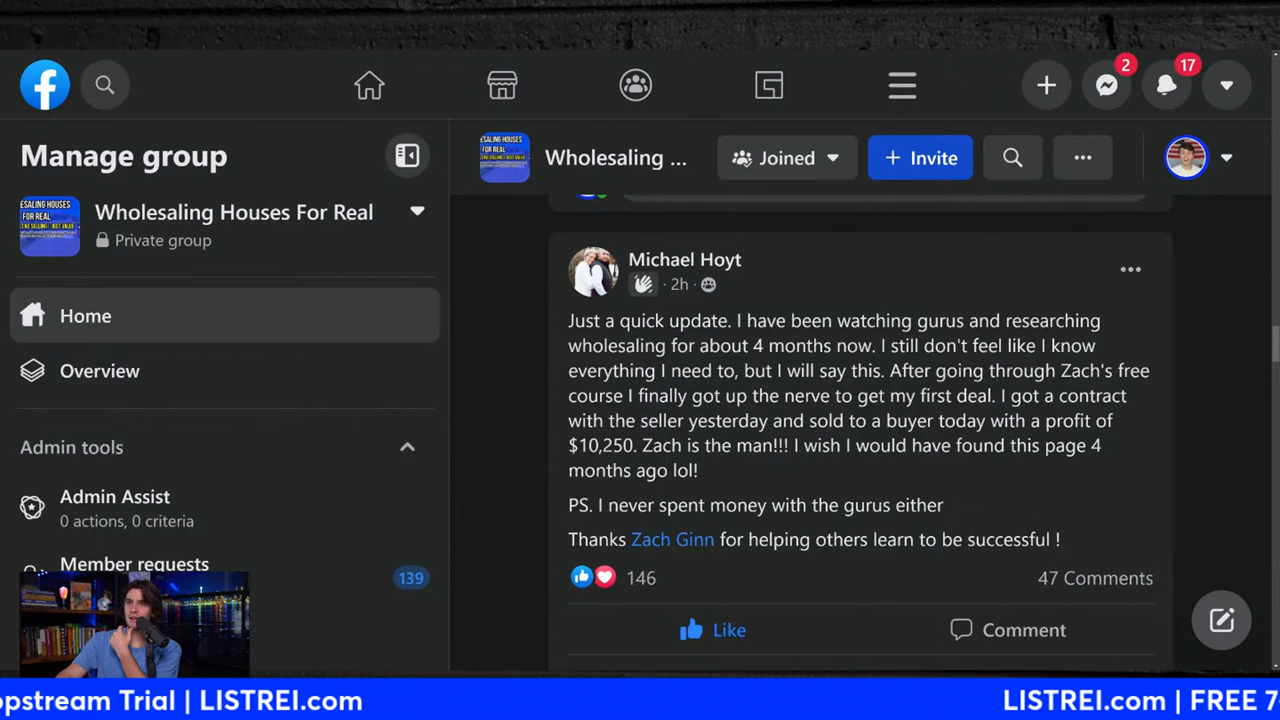 2
17
Manage group
Wholesaling Houses For Real
Private group
Home
Overview
Admin tools
Admin Assist
0 actions, 0 criteria
Member requests
139
ESALING HOUSES
FOR REAL
Wholesaling ...
Joined
+ Invite
Michael Hoyt
· 2h ·
Just a quick update. I have been watching gurus and researching
wholesaling for about 4 months now. I still don't feel like I know
everything I need to, but I will say this. After going through Zach's free
course I finally got up the nerve to get my first deal. I got a contract
with the seller yesterday and sold to a buyer today with a profit of
$10,250. Zach is the man!!! I wish I would have found this page 4
months ago lol!
PS. I never spent money with the gurus either
Thanks Zach Ginn for helping others learn to be successful !
146
47 Comments
Like
Comment
opstream Trial | LISTREI.com
LISTREI.com | FREE 7